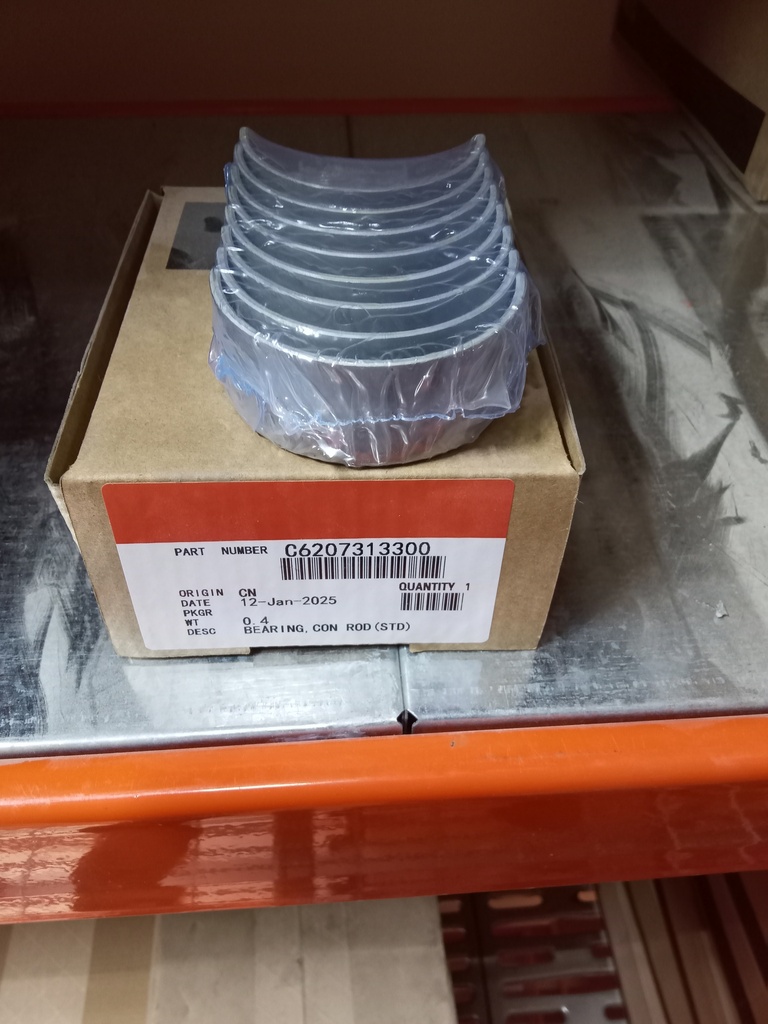 PART NUMBER C6207313300
ORIGIN CN QUANTITY 1
DATE 12-Jan-2025
PKGR
WT 0.4
DESC BEARING,CON ROD(STD)